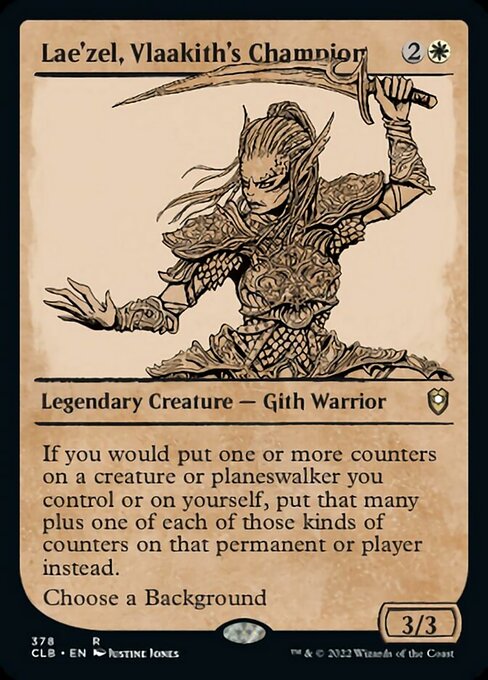 Lae'zel, Vlaakith's Champion 2
Legendary Creature — Gith Warrior
If you would put one or more counters
on a creature or planeswalker you
control or on yourself, put that many
plus one of each of those kinds of
counters on that permanent or player
instead.
Choose a Background
3/3
378 R
CLB • EN Justine Jones
™ & © 2022 Wizards of the Coast